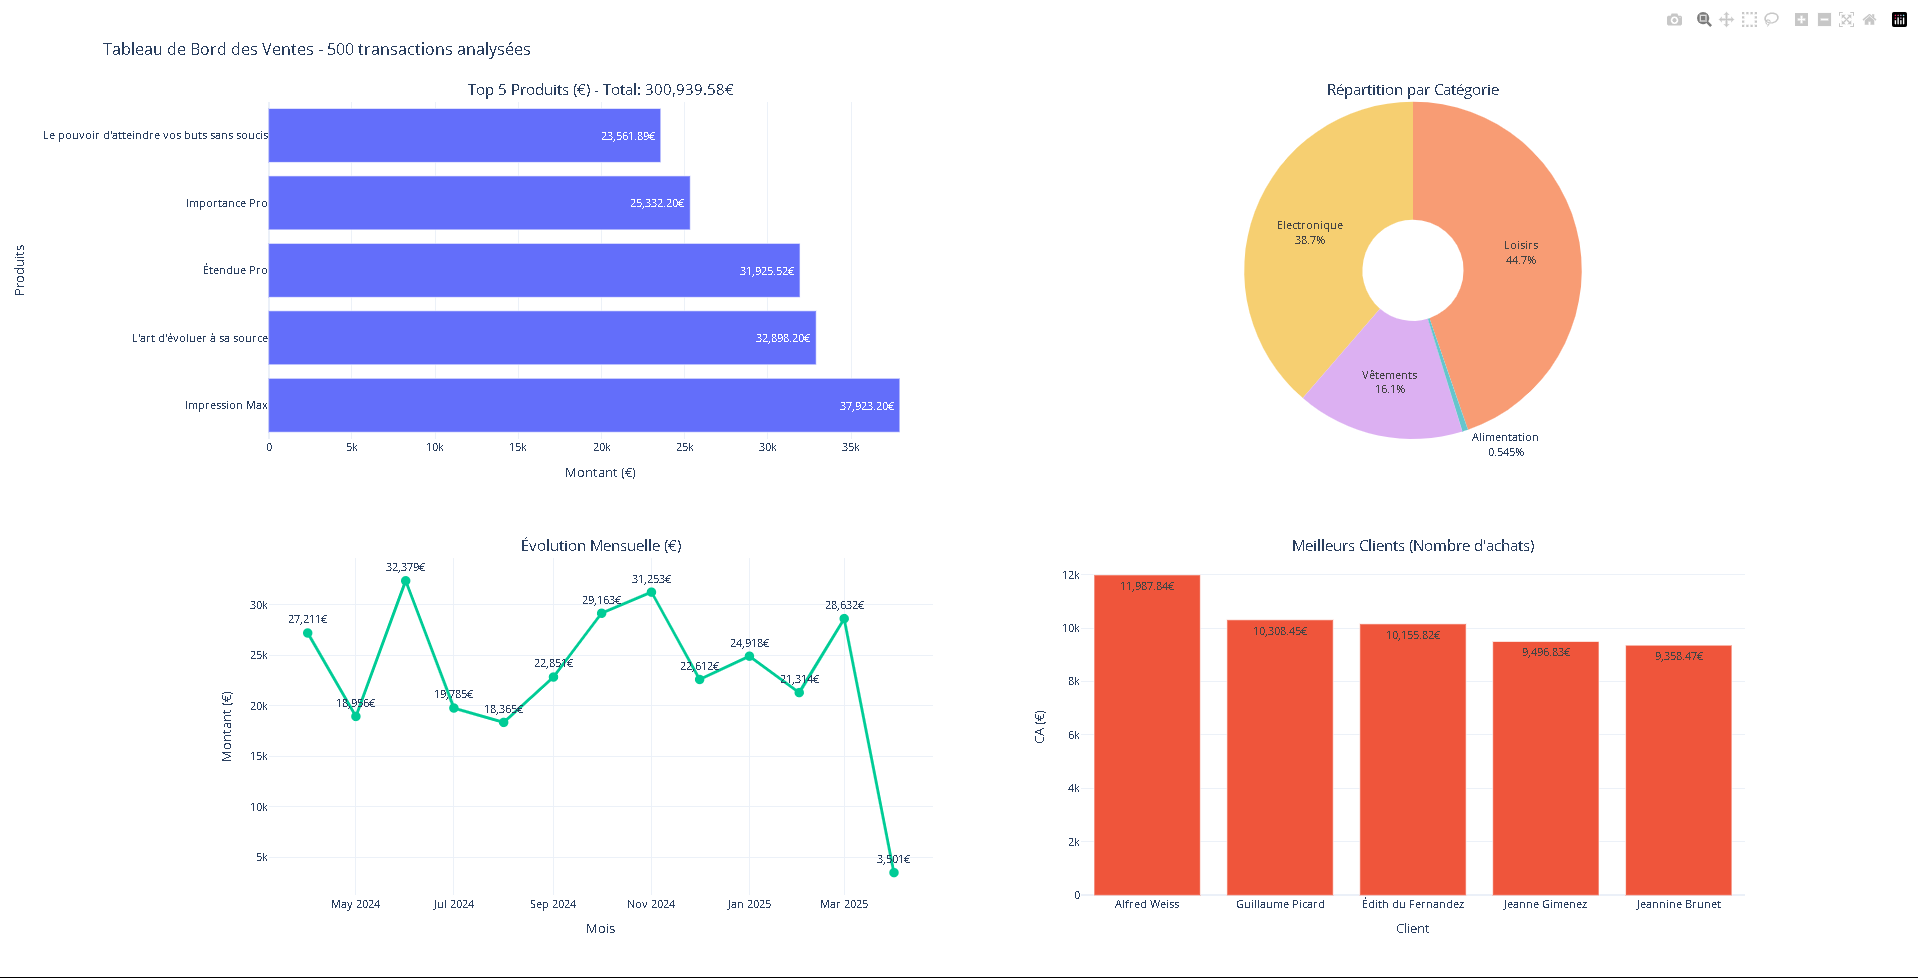 Tableau de Bord des Ventes - 500 transactions analysées
Top 5 Produits (€) - Total: 300,939.58€
Produits
Le pouvoir d'atteindre vos buts sans soucis
23,561.89€
Importance Pro
25,332.20€
Étendue Pro
31,925.52€
L'art d'évoluer à sa source
32,898.20€
Impression Max
37,923.20€
0
5k
10k
15k
20k
25k
30k
35k
Montant (€)
Répartition par Catégorie
Electronique
38.7%
Loisirs
44.7%
Vêtements
16.1%
Alimentation
0.545%
Évolution Mensuelle (€)
Montant (€)
30k
25k
20k
15k
10k
5k
27,211€
18,956€
32,379€
19,785€
18,365€
22,851€
29,163€
31,253€
22,612€
24,918€
21,314€
28,632€
3,501€
May 2024
Jul 2024
Sep 2024
Nov 2024
Jan 2025
Mar 2025
Mois
Meilleurs Clients (Nombre d'achats)
CA (€)
12k
10k
8k
6k
4k
2k
0
11,987.84€
10,308.45€
10,155.82€
9,496.83€
9,358.47€
Alfred Weiss
Guillaume Picard
Édith du Fernandez
Jeanne Gimenez
Jeannine Brunet
Client